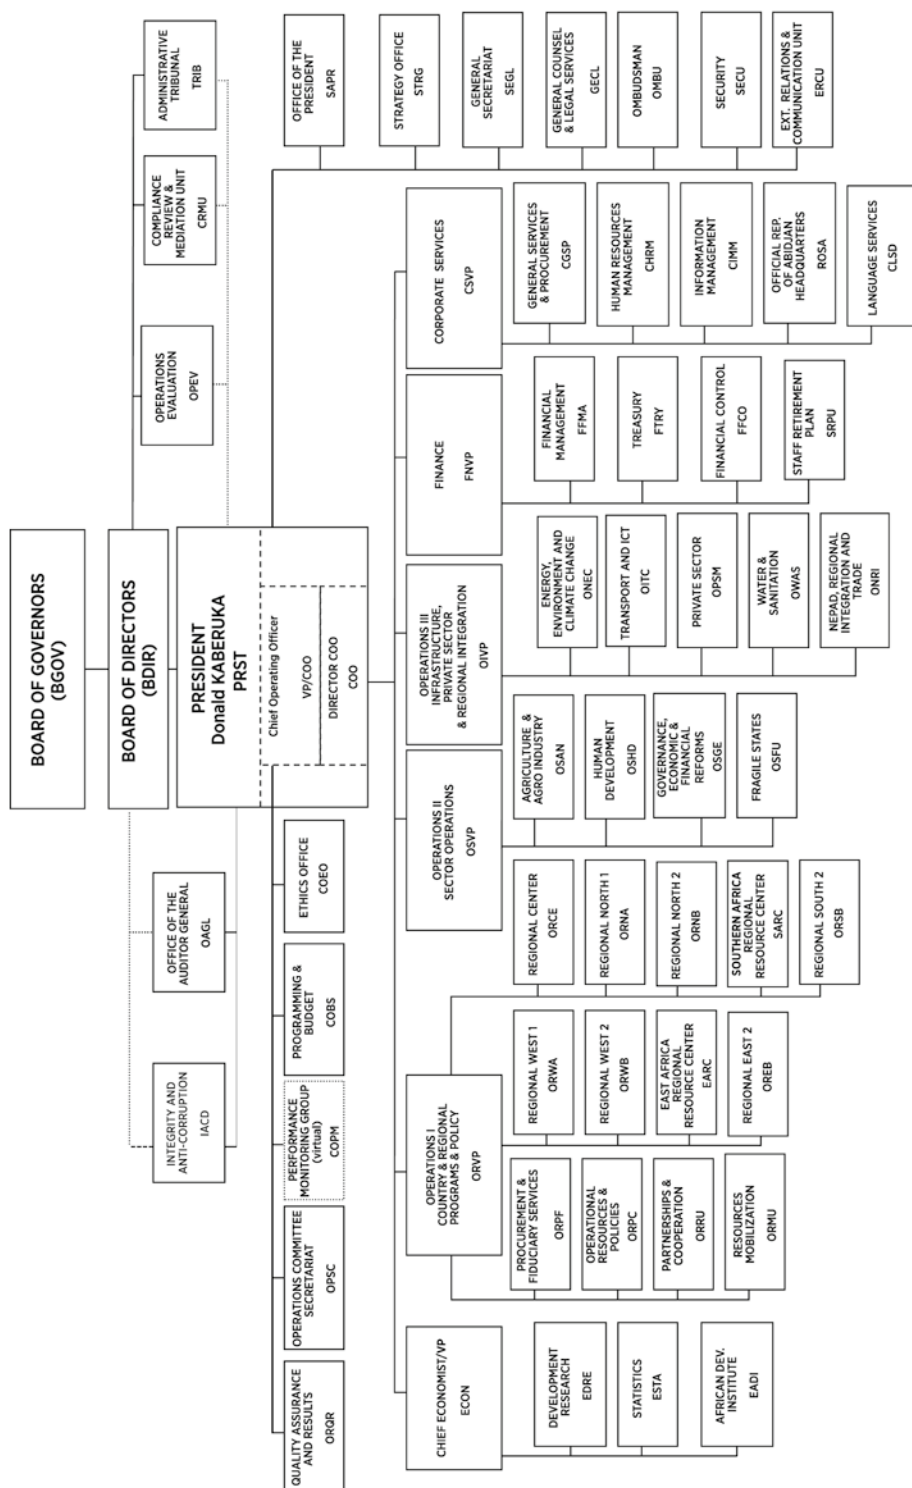 BOARD OF GOVERNORS
(BGOV)
BOARD OF DIRECTORS
(BDIR)
PRESIDENT
Donald KABERUKA
PRST
Chief Operating Officer
VP/COO
DIRECTOR COO
COO
INTEGRITY AND
ANTI-CORRUPTION
IACD
OFFICE OF THE
AUDITOR GENERAL
OAGL
OPERATIONS
EVALUATION
OPEV
COMPLIANCE
REVIEW &
MEDIATION UNIT
CRMU
ADMINISTRATIVE
TRIBUNAL
TRIB
QUALITY ASSURANCE
AND RESULTS
ORQR
OPERATIONS COMMITTEE
SECRETARIAT
OPSC
PERFORMANCE
MONITORING GROUP
(virtual)
COPM
PROGRAMMING &
BUDGET
COBS
ETHICS OFFICE
COEO
OFFICE OF THE
PRESIDENT
SAPR
STRATEGY OFFICE
STRG
GENERAL
SECRETARIAT
SEGL
GENERAL COUNSEL
& LEGAL SERVICES
GECL
OMBUDSMAN
OMBU
SECURITY
SECU
EXT. RELATIONS &
COMMUNICATION UNIT
ERCU
CHIEF ECONOMIST/VP
ECON
DEVELOPMENT
RESEARCH
EDRE
STATISTICS
ESTA
AFRICAN DEV.
INSTITUTE
EADI
OPERATIONS I
COUNTRY & REGIONAL
PROGRAMS & POLICY
ORVP
PROCUREMENT &
FIDUCIARY SERVICES
ORPF
OPERATIONAL
RESOURCES &
POLICIES
ORPC
PARTNERSHIPS &
COOPERATION
ORRU
RESOURCES
MOBILIZATION
ORMU
REGIONAL WEST 1
ORWA
REGIONAL WEST 2
ORWB
EAST AFRICA
REGIONAL
RESOURCE CENTER
EARC
REGIONAL EAST 2
OREB
REGIONAL CENTER
ORCE
REGIONAL NORTH 1
ORNA
REGIONAL NORTH 2
ORNB
SOUTHERN AFRICA
REGIONAL
RESOURCE CENTER
SARC
REGIONAL SOUTH 2
ORSB
OPERATIONS II
SECTOR OPERATIONS
OSVP
AGRICULTURE &
AGRO INDUSTRY
OSAN
HUMAN
DEVELOPMENT
OSHD
GOVERNANCE,
ECONOMIC &
FINANCIAL
REFORMS
OSGE
FRAGILE STATES
OSFU
OPERATIONS III
INFRASTRUCTURE,
PRIVATE SECTOR
& REGIONAL INTEGRATION
OIVP
ENERGY,
ENVIRONMENT AND
CLIMATE CHANGE
ONEC
TRANSPORT AND ICT
OITC
PRIVATE SECTOR
OPSM
WATER &
SANITATION
OWAS
NEPAD, REGIONAL
INTEGRATION AND
TRADE
ONRI
FINANCE
FNVP
FINANCIAL
MANAGEMENT
FFMA
TREASURY
FTRY
FINANCIAL CONTROL
FFCO
STAFF RETIREMENT
PLAN
SRPU
CORPORATE SERVICES
CSVP
GENERAL SERVICES
& PROCUREMENT
CGSP
HUMAN RESOURCES
MANAGEMENT
CHRM
INFORMATION
MANAGEMENT
CIMM
OFFICIAL REP.
OF ABIDJAN
HEADQUARTERS
ROSA
LANGUAGE SERVICES
CLSD